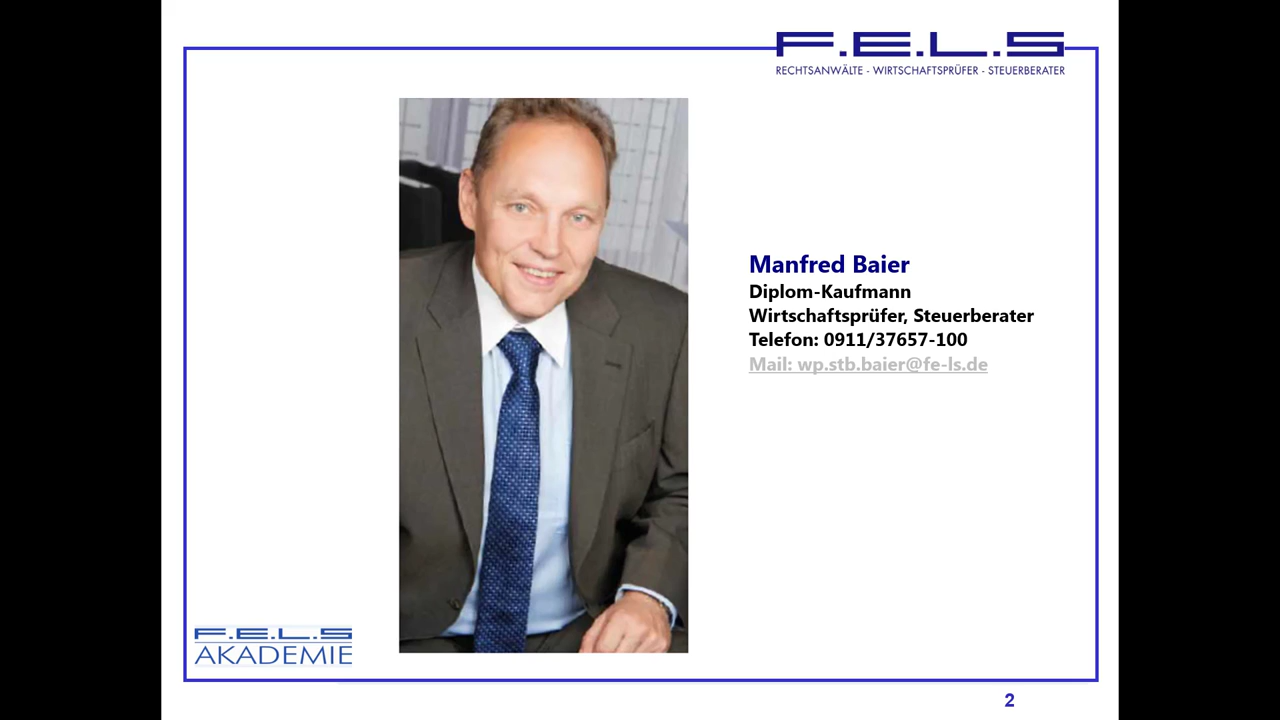 F.E.L.S
RECHTSANWÄLTE - WIRTSCHAFTSPRÜFER - STEUERBERATER
Manfred Baier
Diplom-Kaufmann
Wirtschaftsprüfer, Steuerberater
Telefon: 0911/37657-100
Mail: wp.stb.baier@fe-ls.de
F.E.L.S
AKADEMIE
2